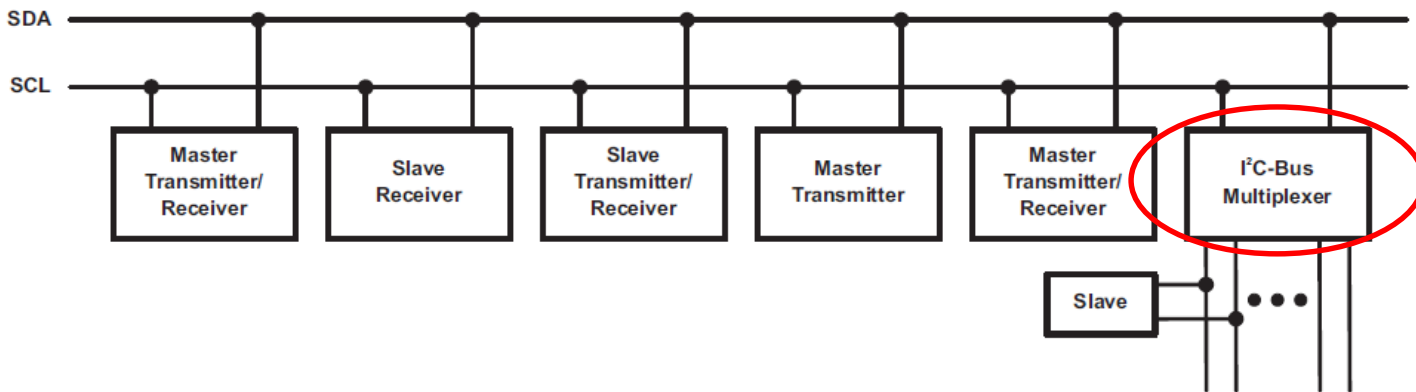 SDA
SCL
Master
Transmitter/
Receiver
Slave
Receiver
Slave
Transmitter/
Receiver
Master
Transmitter
Master
Transmitter/
Receiver
I²C-Bus
Multiplexer
Slave